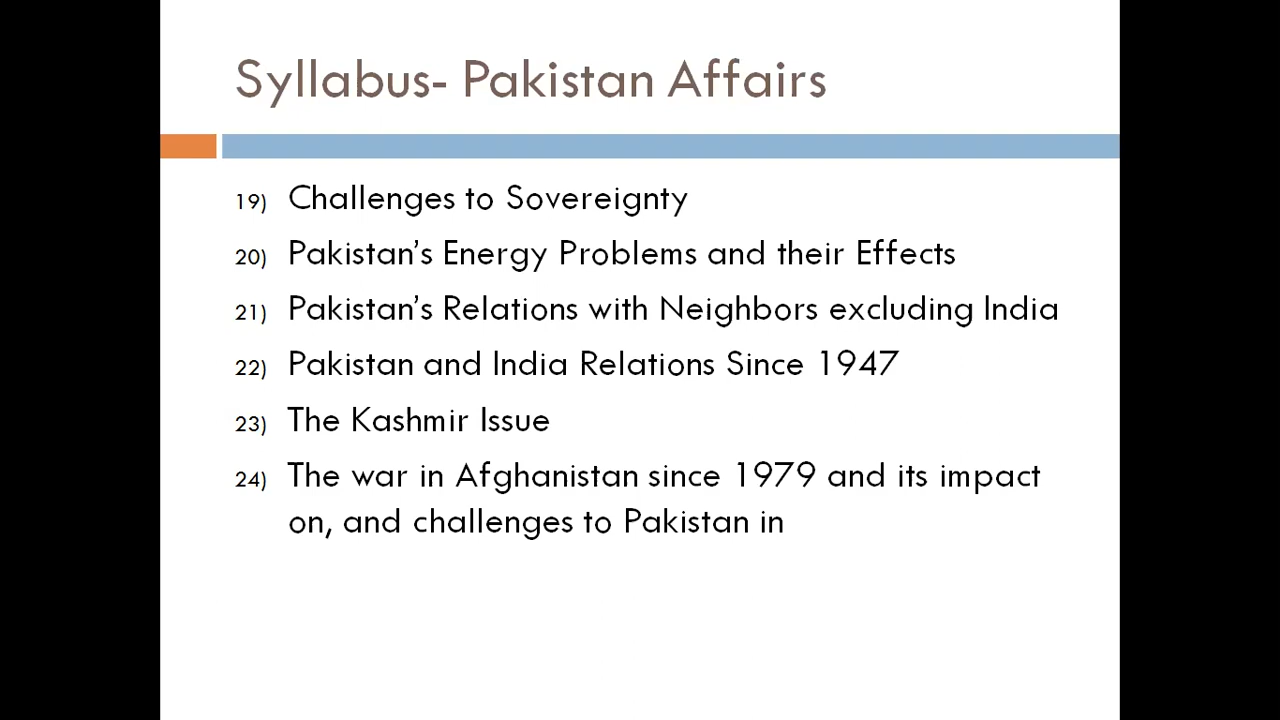 Syllabus- Pakistan Affairs
19) Challenges to Sovereignty
20) Pakistan’s Energy Problems and their Effects
21) Pakistan’s Relations with Neighbors excluding India
22) Pakistan and India Relations Since 1947
23) The Kashmir Issue
24) The war in Afghanistan since 1979 and its impact
on, and challenges to Pakistan in